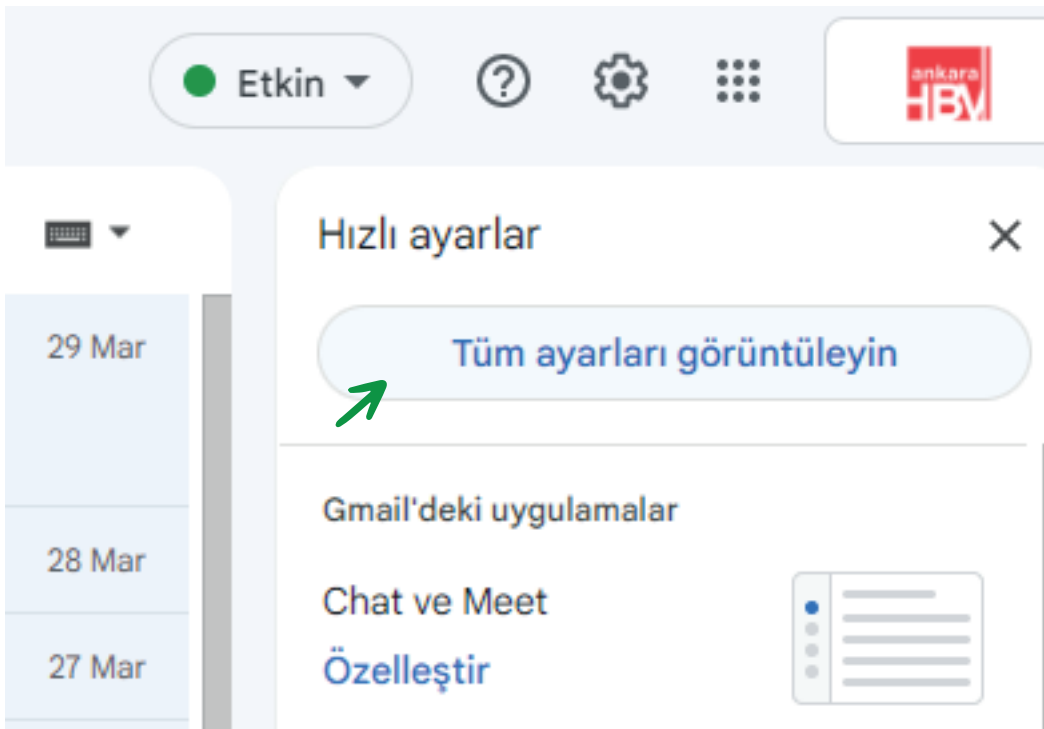 Etkin
ankara
HBV
Hızlı ayarlar
29 Mar
Tüm ayarları görüntüleyin
Gmail'deki uygulamalar
28 Mar
Chat ve Meet
27 Mar
Özelleştir